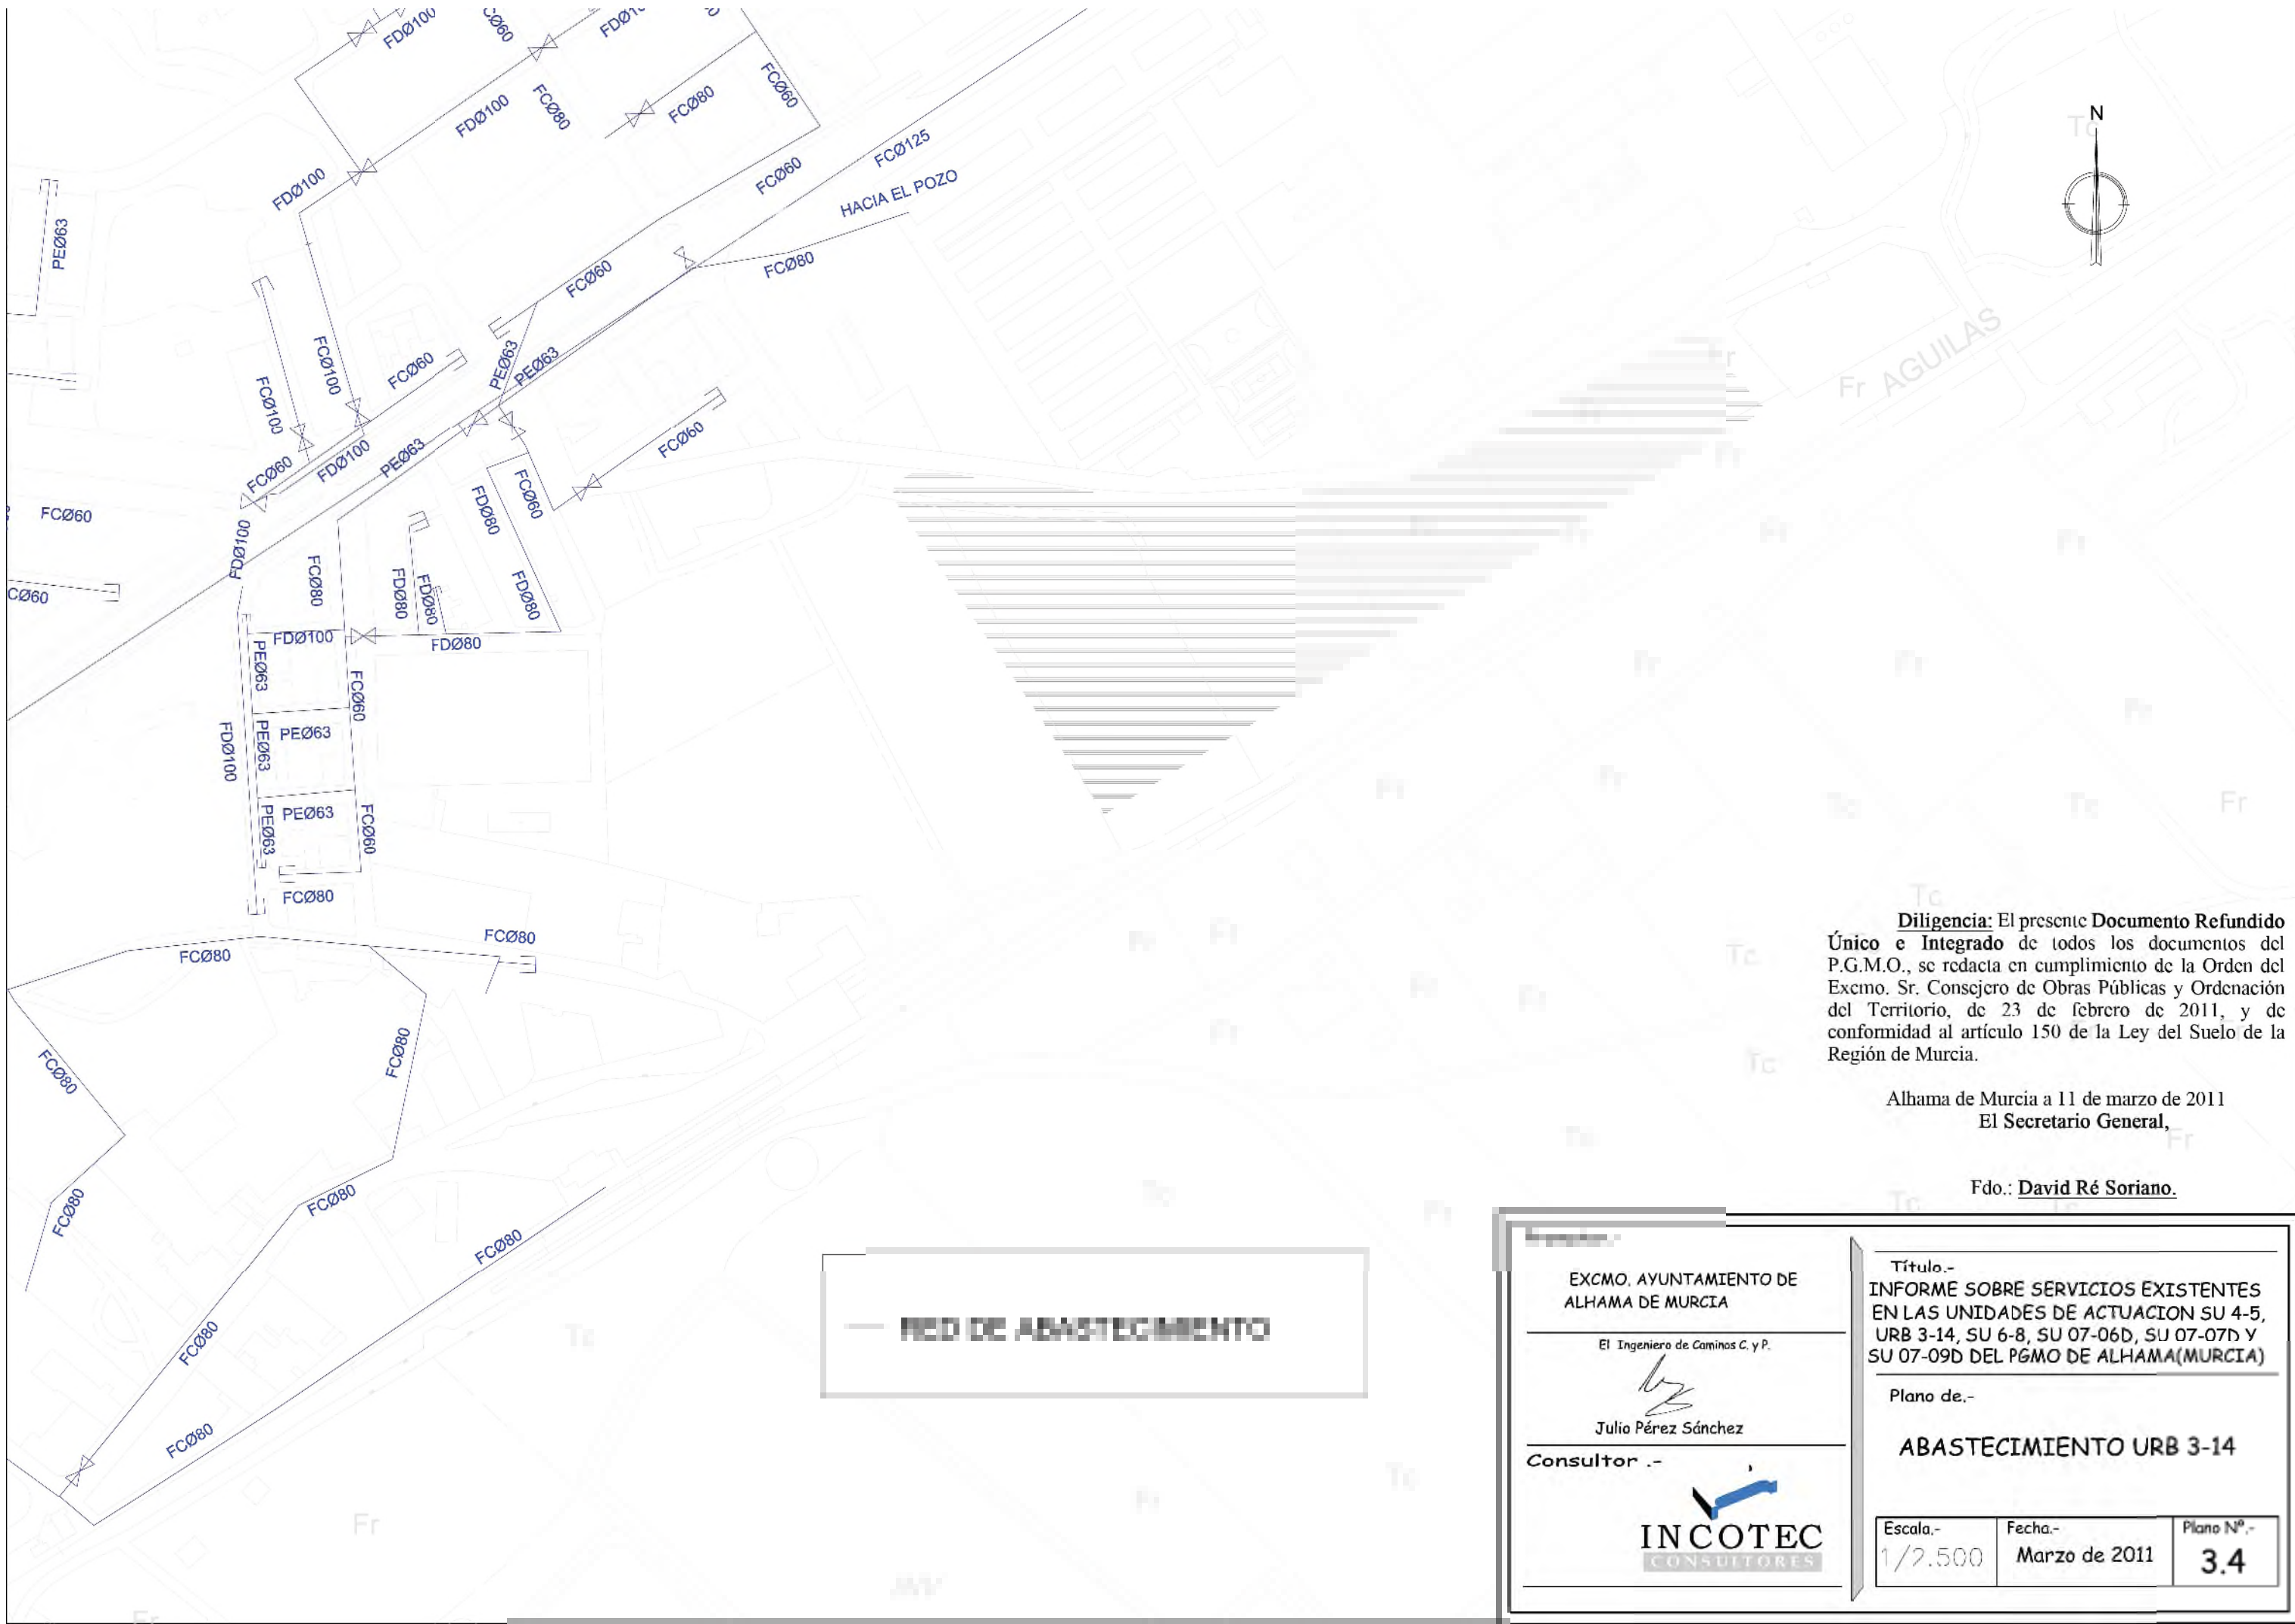 FDØ100
FCØ80
FDØ100
FCØ80
FCØ80
FCØ60
FDØ100
FCØ60
FCØ125
HACIA EL POZO
PEØ63
FCØ60
FCØ80
FCØ100
FCØ100
FCØ60
PEØ63
PEØ63
FCØ60
FDØ100
PEØ63
FCØ60
FDØ80
FCØ60
FCØ60
FDØ100
FCØ80
FDØ80
FDØ80
FDØ80
CØ60
FDØ100
FDØ80
PEØ63
FCØ60
FDØ100
PEØ63
PEØ63
PEØ63
PEØ63
FCØ60
FCØ80
FCØ80
FCØ80
FCØ80
FCØ80
FCØ80
FCØ80
FCØ80
FCØ80
FCØ80
N
Fr AGUILAS
Tc
Fr
RED DE ABASTECIMIENTO
Diligencia: El presente Documento Refundido
Único e Integrado de todos los documentos del
P.G.M.O., se redacta en cumplimiento de la Orden del
Excmo. Sr. Consejero de Obras Públicas y Ordenación
del Territorio, de 23 de febrero de 2011, y de
conformidad al artículo 150 de la Ley del Suelo de la
Región de Murcia.
Alhama de Murcia a 11 de marzo de 2011
El Secretario General,
Fdo.: David Ré Soriano.
EXCMO. AYUNTAMIENTO DE
ALHAMA DE MURCIA
El Ingeniero de Caminos C. y P.
Julio Pérez Sánchez
Consultor .-
INCOTEC
CONSULTORES
Título.-
INFORME SOBRE SERVICIOS EXISTENTES
EN LAS UNIDADES DE ACTUACION SU 4-5,
URB 3-14, SU 6-8, SU 07-06D, SU 07-07D Y
SU 07-09D DEL PGMO DE ALHAMA(MURCIA)
Plano de.-
ABASTECIMIENTO URB 3-14
Escala.-
1/2.500
Fecha.-
Marzo de 2011
Plano Nº.-
3.4